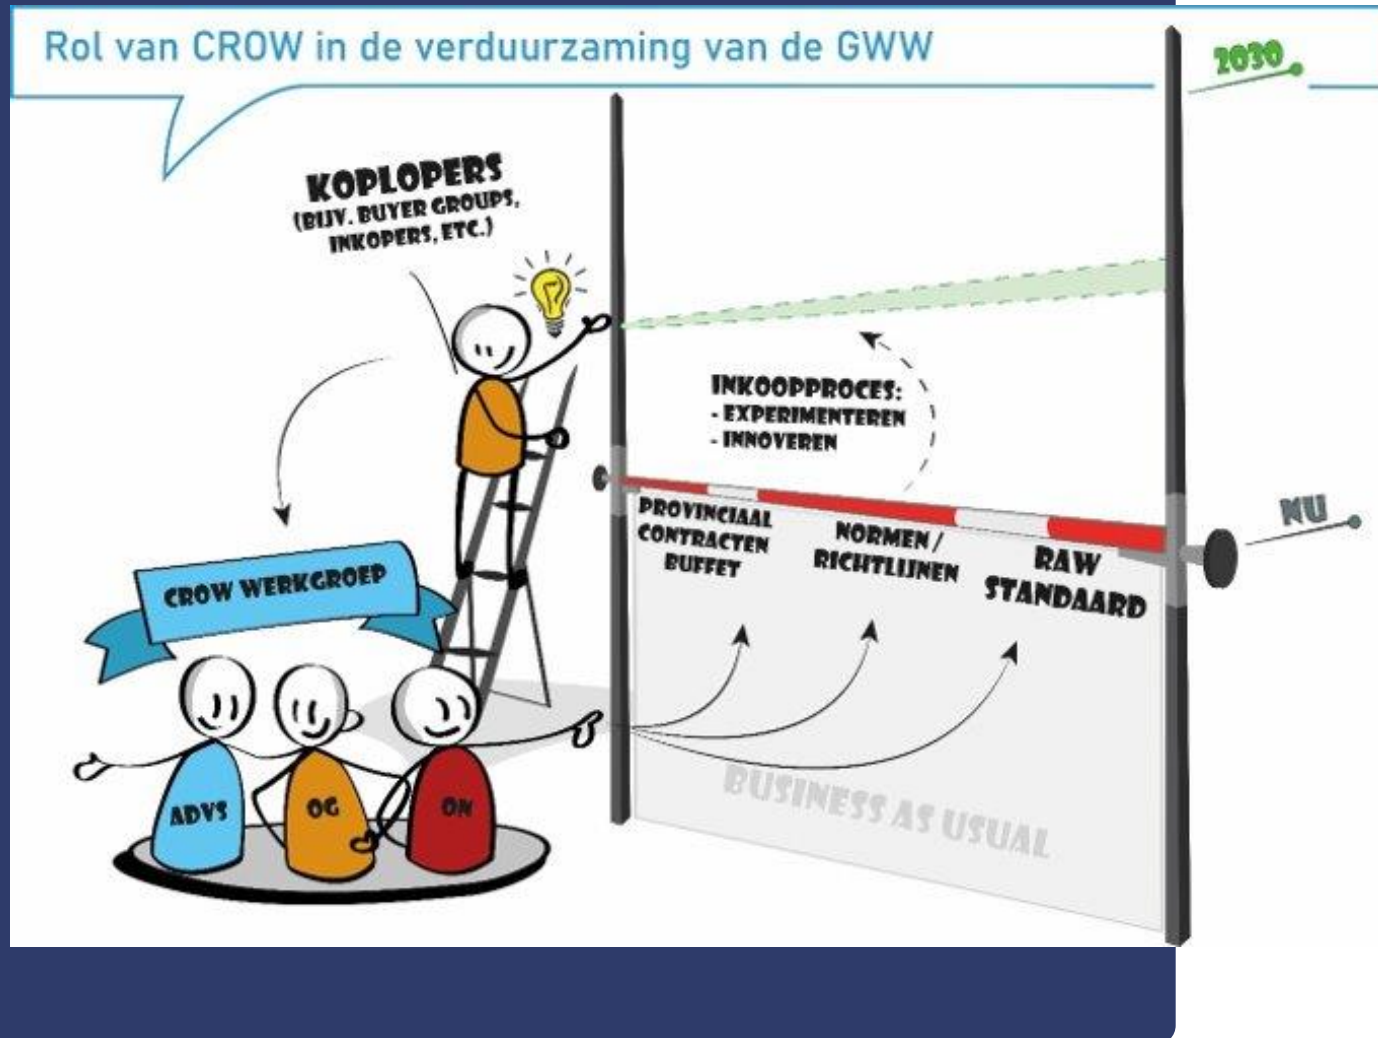 Rol van CROW in de verduurzaming van de GWW
2030
KOPLOPERS
(BIJV. BUYER GROUPS,
INKOPERS, ETC.)
INKOOPPROCES:
- EXPERIMENTEREN
- INNOVEREN
NU
PROVINCIAAL
CONTRACTEN
BUFFET
NORMEN /
RICHTLIJNEN
RAW
STANDAARD
CROW WERKGROEP
ADVS
OG
ON
BUSINESS AS USUAL